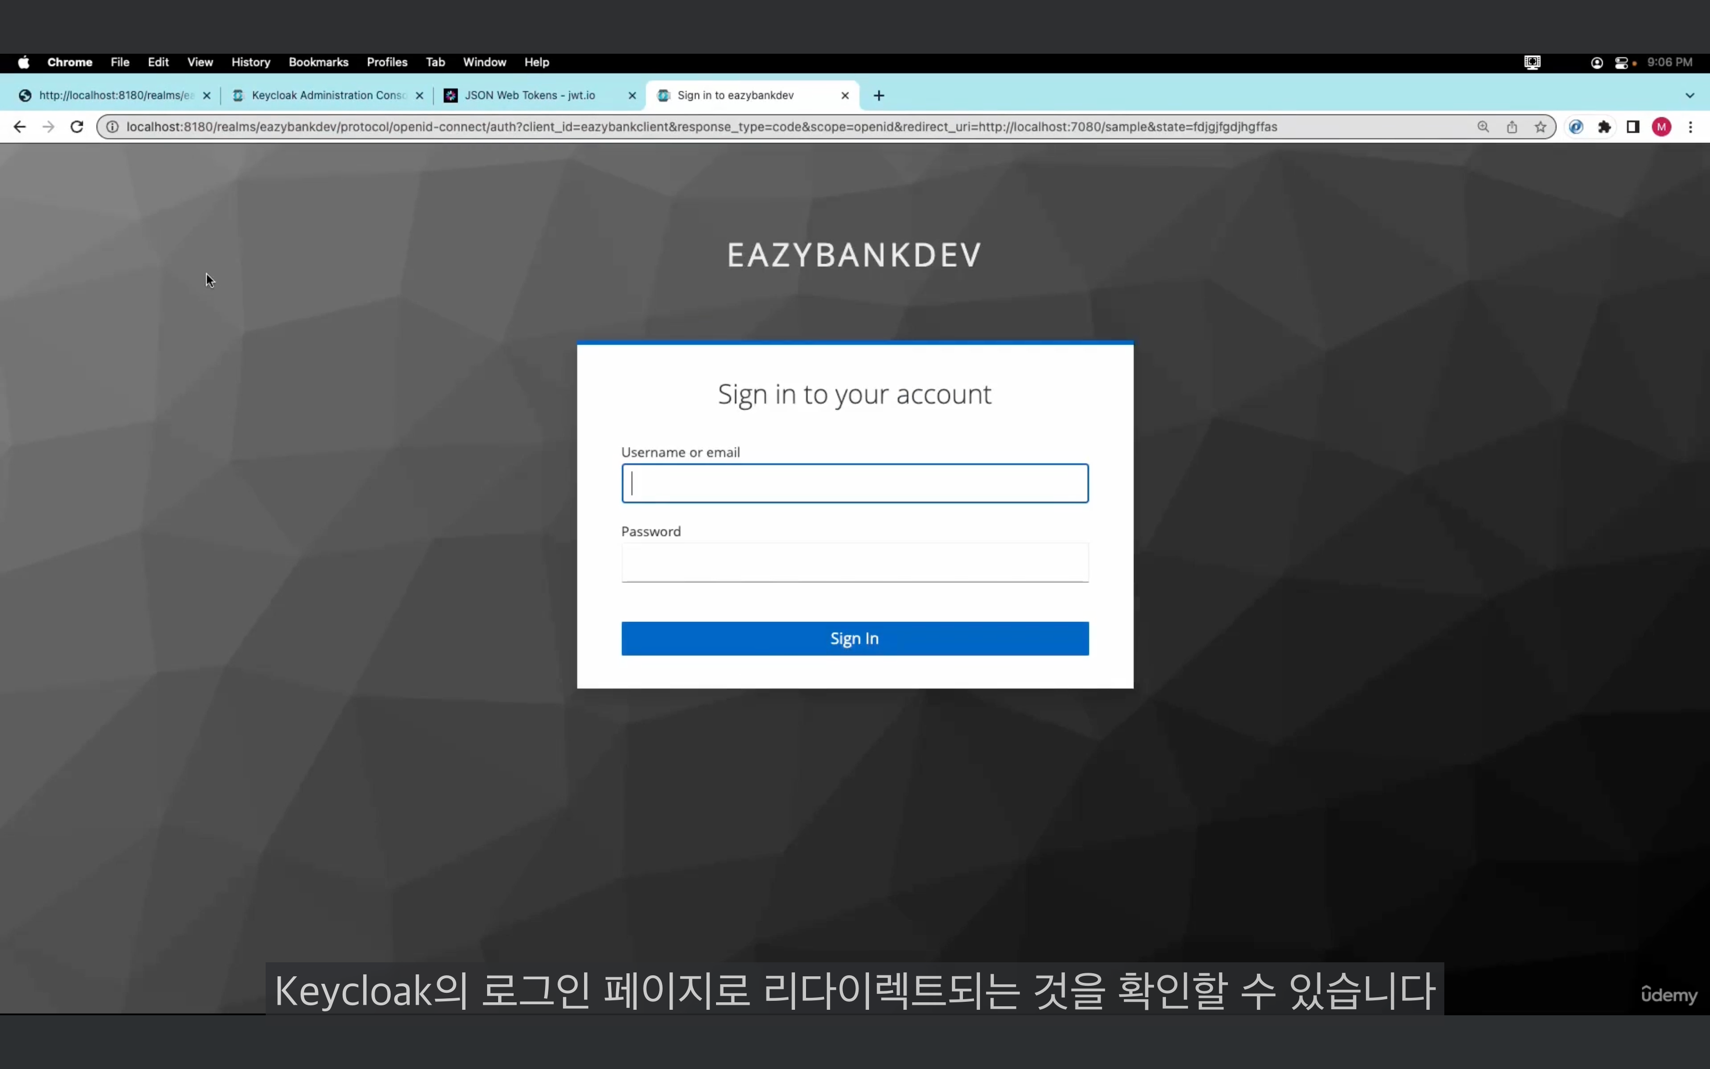 Chrome File Edit View History Bookmarks Profiles Tab Window Help 9:06 PM
http://localhost:8180/realms/ea Keycloak Administration Conso JSON Web Tokens - jwt.io Sign in to eazybankdev
localhost:8180/realms/eazybankdev/protocol/openid-connect/auth?client_id=eazybankclient&response_type=code&scope=openid&redirect_uri=http://localhost:7080/sample&state=fdjgjfgdjhgffas M
EAZYBANKDEV
Sign in to your account
Username or email
Password
Sign In
Keycloak의 로그인 페이지로 리다이렉트되는 것을 확인할 수 있습니다
ûdemy